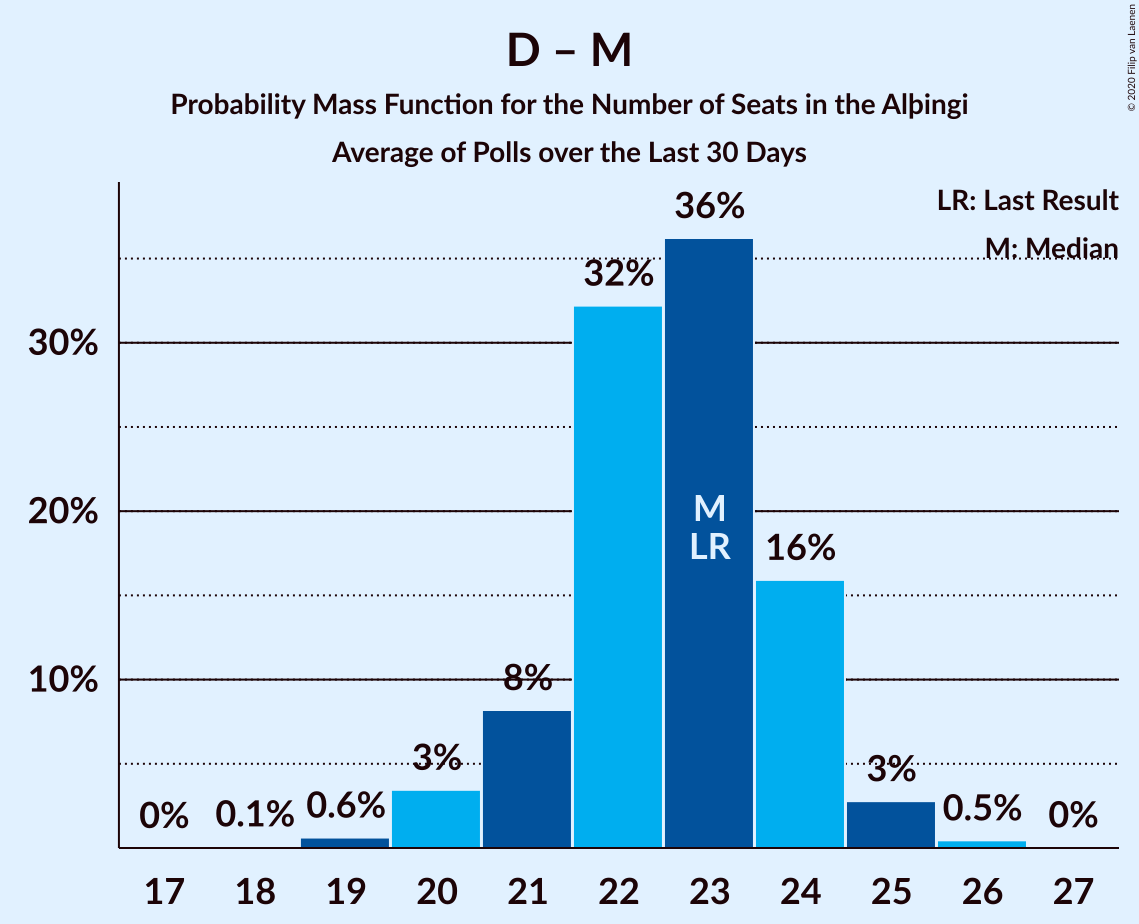 D – M
Probability Mass Function for the Number of Seats in the Alþingi
Average of Polls over the Last 30 Days
© 2020 Filip van Laenen
LR: Last Result
M: Median
36%
32%
30%
20%
M
LR
16%
10%
8%
3%
3%
0%
0.1%
0.6%
0.5%
0%
17 18 19 20 21 22 23 24 25 26 27